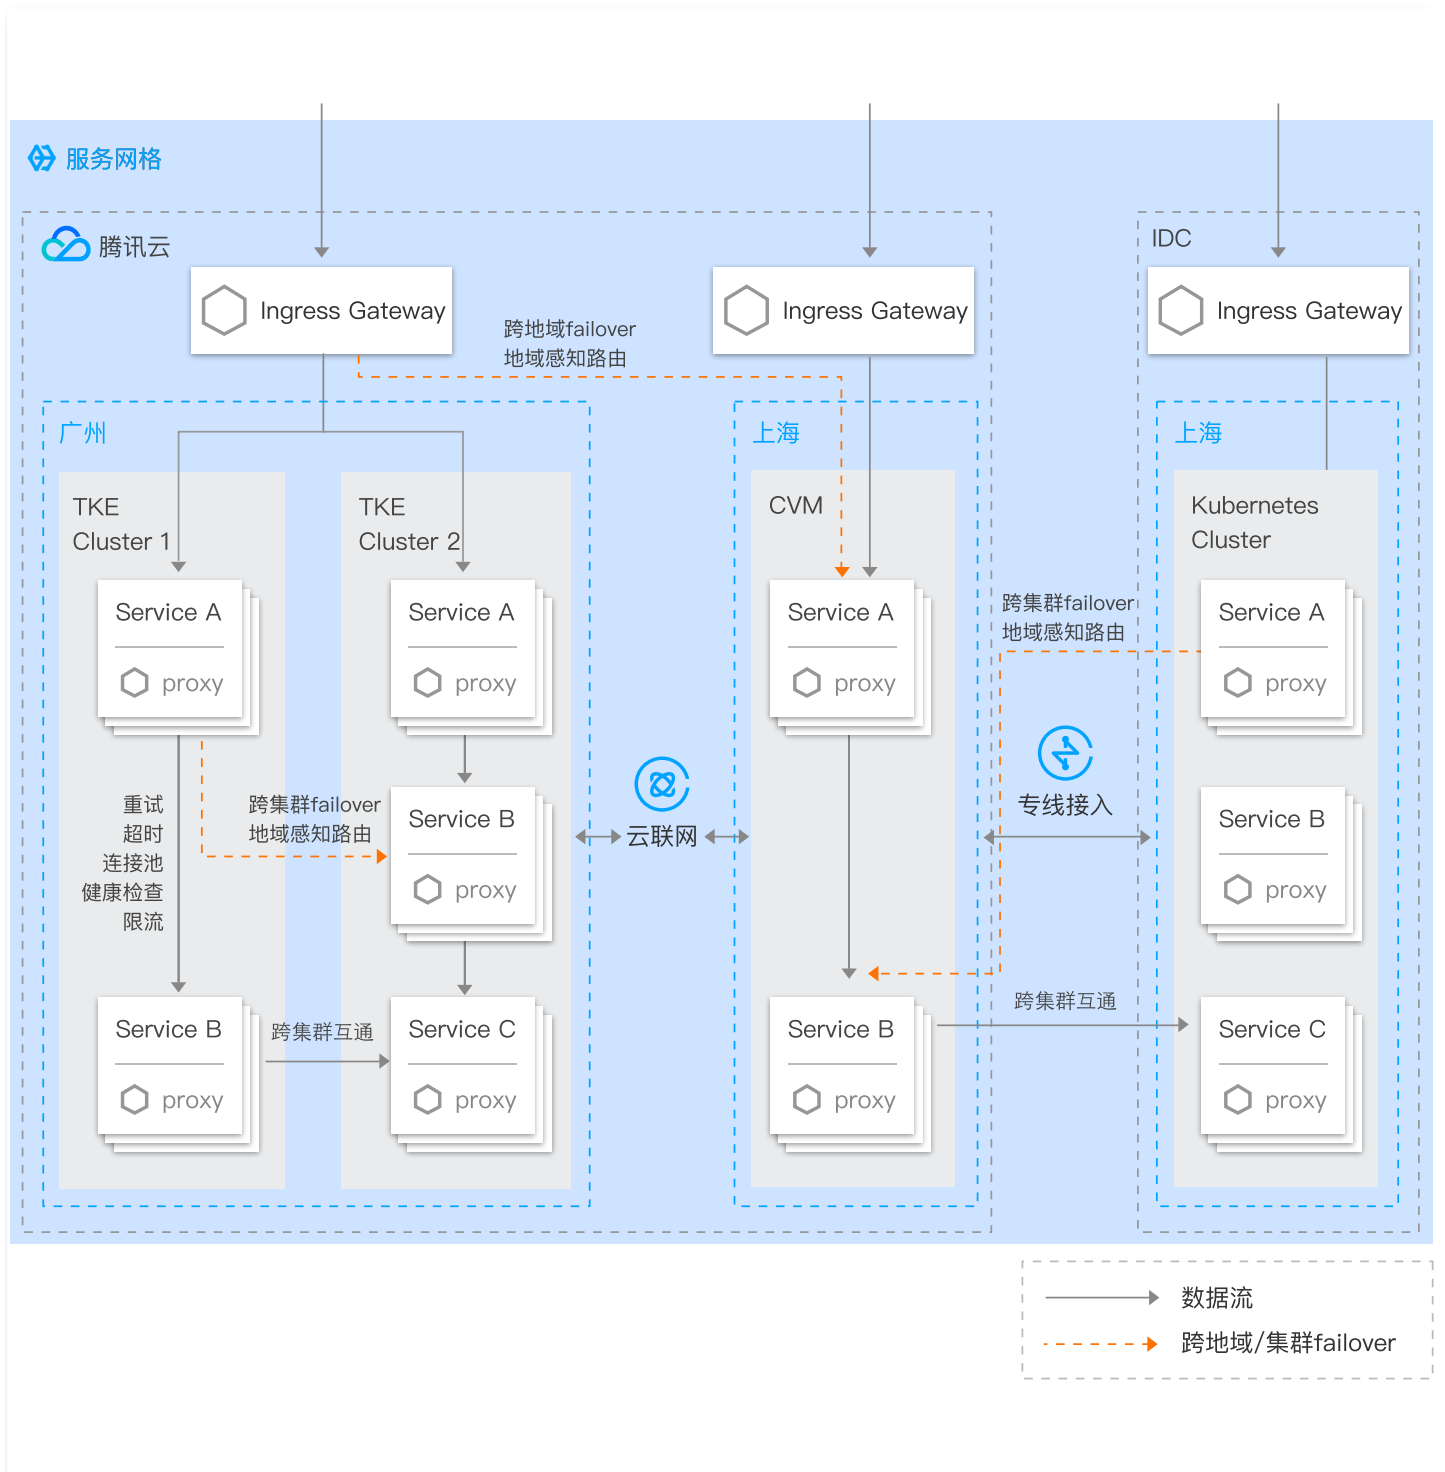 服务网格
腾讯云
IDC
Ingress Gateway
Ingress Gateway
Ingress Gateway
跨地域failover
地域感知路由
广州
上海
上海
TKE
Cluster 1
TKE
Cluster 2
CVM
Kubernetes
Cluster
Service A
proxy
Service A
proxy
Service A
proxy
Service A
proxy
跨集群failover
地域感知路由
重试
超时
连接池
健康检查
限流
跨集群failover
地域感知路由
Service B
proxy
云联网
专线接入
Service B
proxy
Service B
proxy
跨集群互通
Service C
proxy
Service B
proxy
跨集群互通
Service C
proxy
数据流
跨地域/集群failover